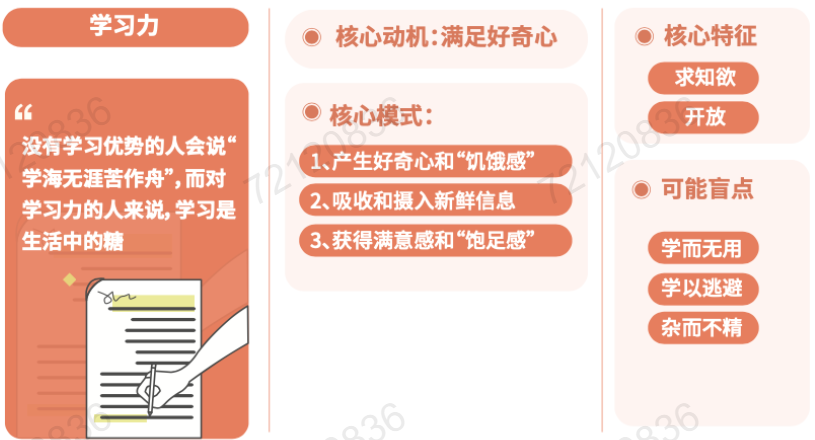 学习力
“
没有学习优势的人会说“
学海无涯苦作舟”，而对
学习力的人来说，学习是
生活中的糖
核心动机：满足好奇心
核心模式：
1、产生好奇心和“饥饿感”
2、吸收和摄入新鲜信息
3、获得满意感和“饱足感”
核心特征
求知欲
开放
可能盲点
学而无用
学以逃避
杂而不精
72120836
72120836
72120836
20836
20836
20836